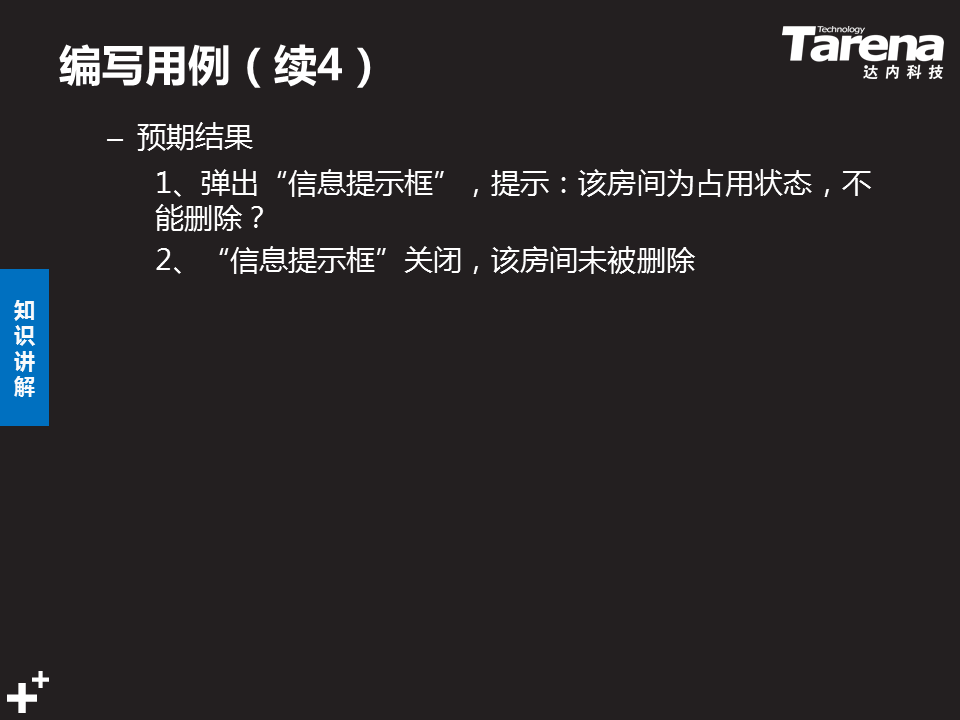 编写用例（续4）
Technology
Tarena
达内科技
– 预期结果
1、弹出“信息提示框”，提示：该房间为占用状态，不
能删除？
2、“信息提示框”关闭，该房间未被删除
知
识
讲
解